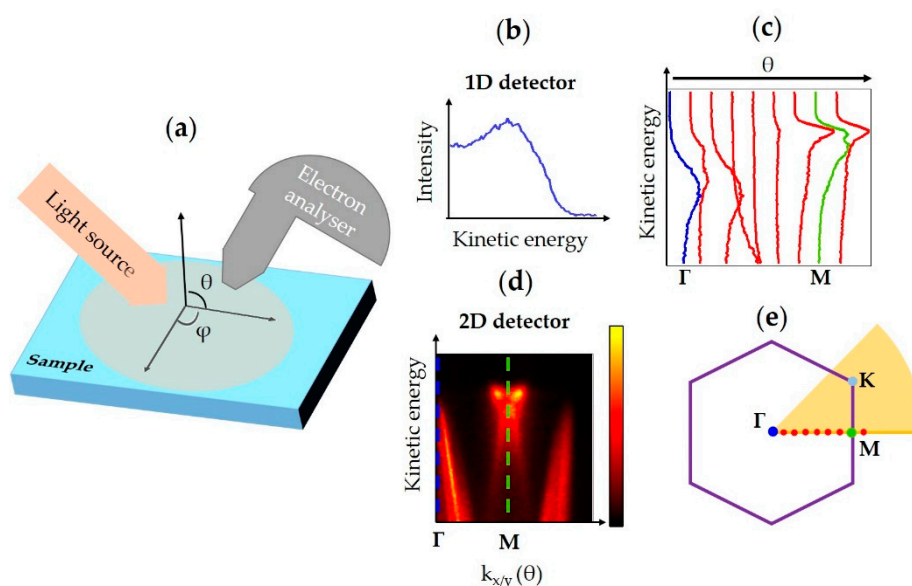 (a)
Light source
Electron
analyser
θ
φ
Sample
(b)
1D detector
Intensity
Kinetic energy
(c)
θ
Kinetic energy
Γ
M
(d)
2D detector
Kinetic energy
Γ
M
k_x/y (θ)
(e)
K
Γ
M